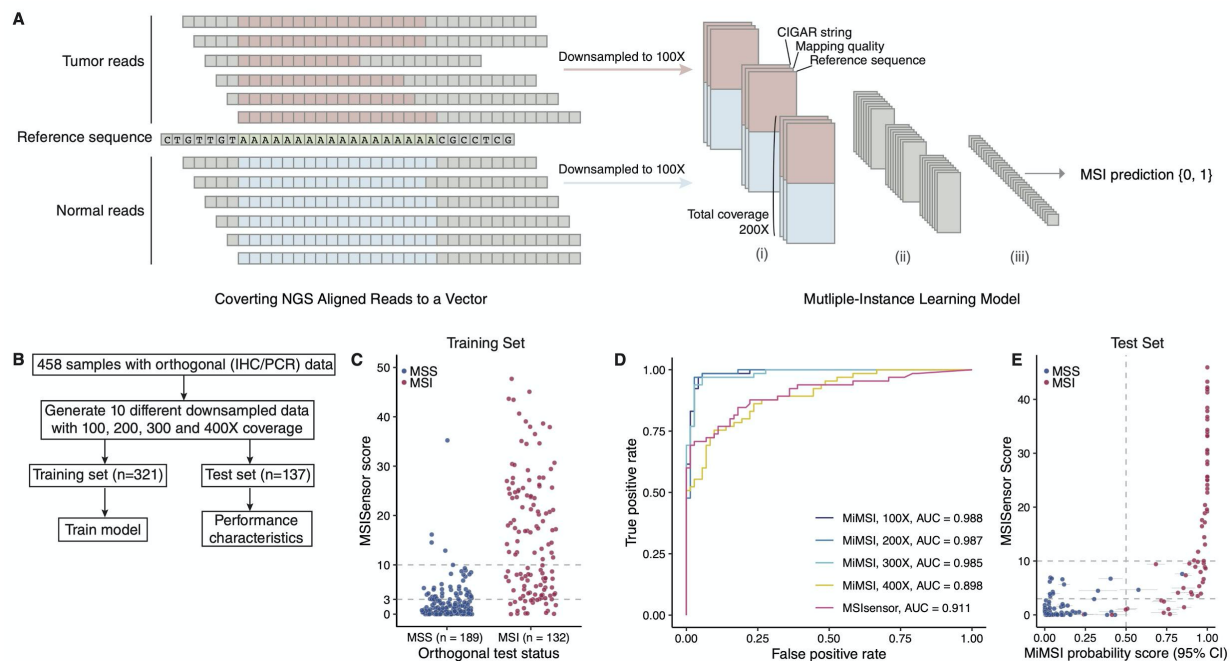 A
Tumor reads
Reference sequence
Normal reads
CTGTTGTAAAAAAAAAAAAAAAAAACGCCTCG
Downsampled to 100X
Downsampled to 100X
CIGAR string
Mapping quality
Reference sequence
Total coverage
200X
(i)
(ii)
(iii)
MSI prediction {0, 1}
Coverting NGS Aligned Reads to a Vector
Mutliple-Instance Learning Model
B
458 samples with orthogonal (IHC/PCR) data
Generate 10 different downsampled data
with 100, 200, 300 and 400X coverage
Training set (n=321)
Test set (n=137)
Train model
Performance
characteristics
C
Training Set
MSS
MSI
MSISensor score
50
40
30
20
10
3
0
MSS (n = 189)
MSI (n = 132)
Orthogonal test status
D
True positive rate
1.00
0.75
0.50
0.25
0.00
MiMSI, 100X, AUC = 0.988
MiMSI, 200X, AUC = 0.987
MiMSI, 300X, AUC = 0.985
MiMSI, 400X, AUC = 0.898
MSIsensor, AUC = 0.911
0.00
0.25
0.50
0.75
1.00
False positive rate
E
Test Set
MSS
MSI
MSISensor Score
40
30
20
10
3
0
0.00
0.25
0.50
0.75
1.00
MiMSI probability score (95% CI)